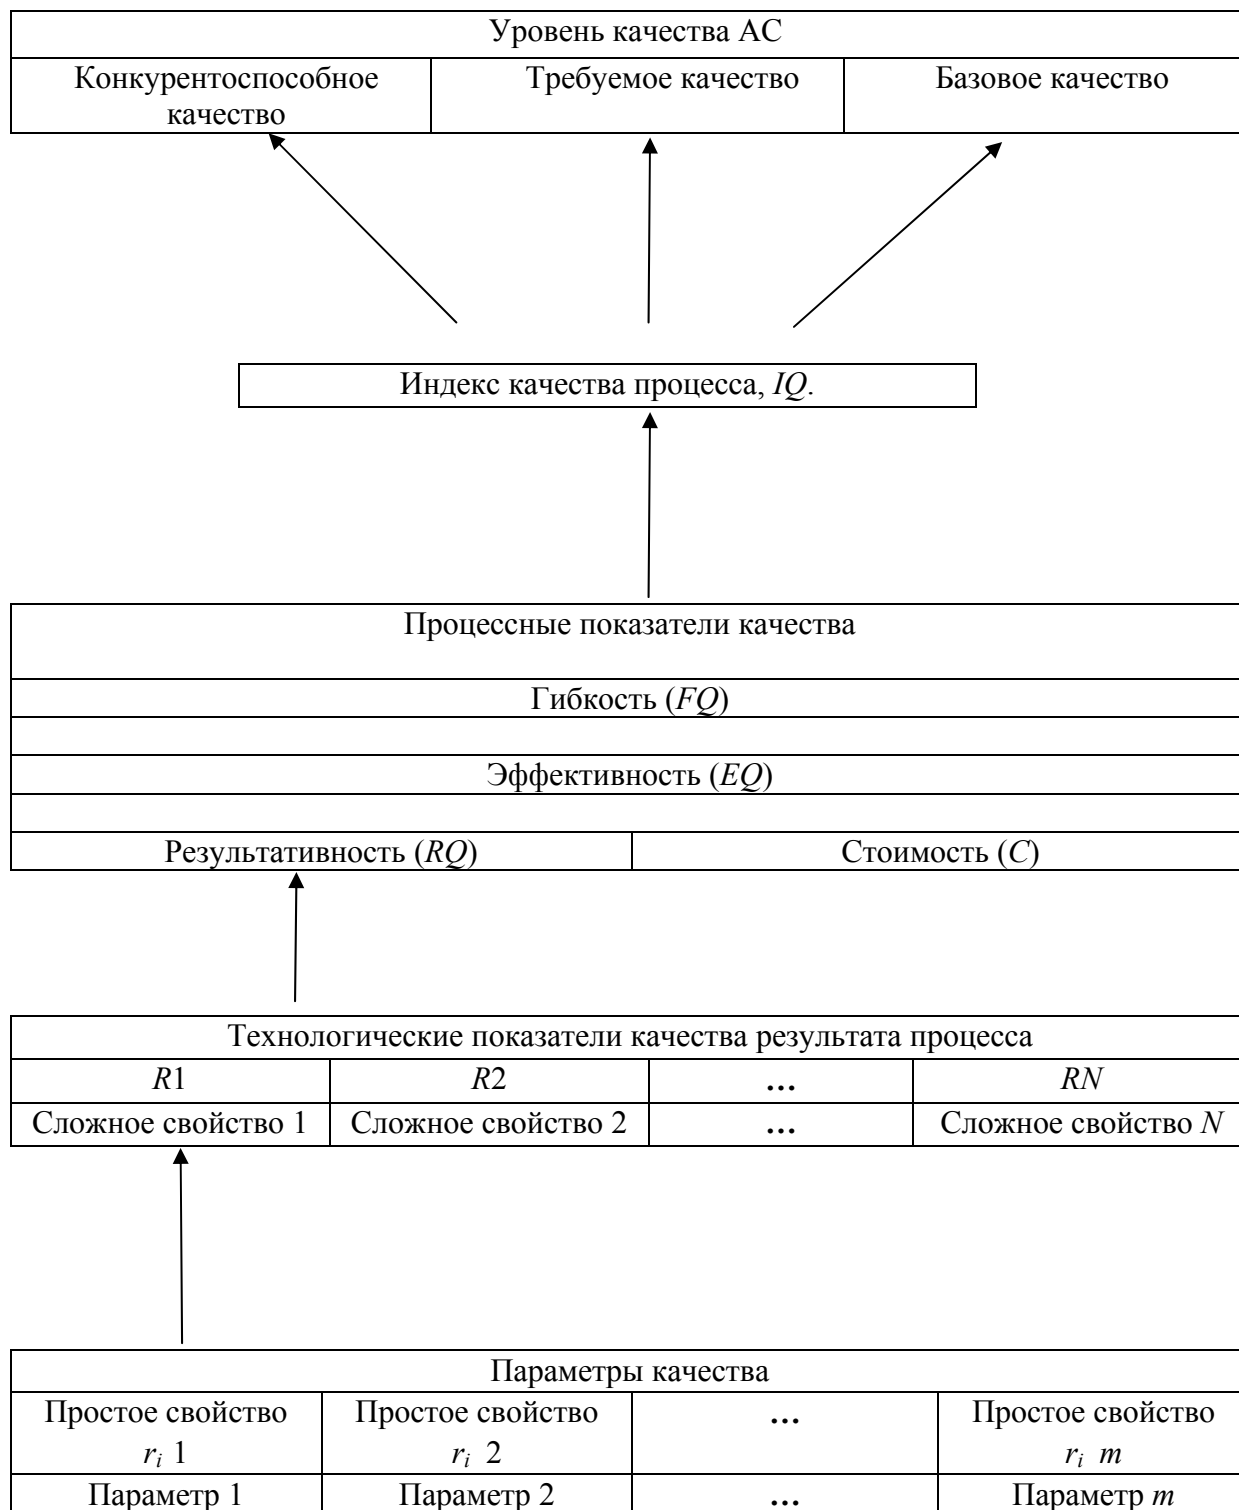 Уровень качества АС
Конкурентоспособное Требуемое качество Базовое качество
качество
Индекс качества процесса, IQ.
Процессные показатели качества
Гибкость (FQ)
Эффективность (EQ)
Результативность (RQ) Стоимость (C)
Технологические показатели качества результата процесса
R1 R2 ... RN
Сложное свойство 1 Сложное свойство 2 ... Сложное свойство N
Параметры качества
Простое свойство Простое свойство ... Простое свойство
ri 1 ri 2 ri m
Параметр 1 Параметр 2 ... Параметр m